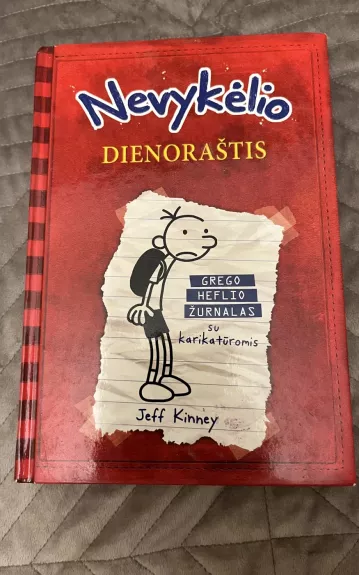 Nevykėlio
DIENORAŠTIS
GREGO
HEFLIO
ŽURNALAS
su
karikatūromis
Jeff Kinney